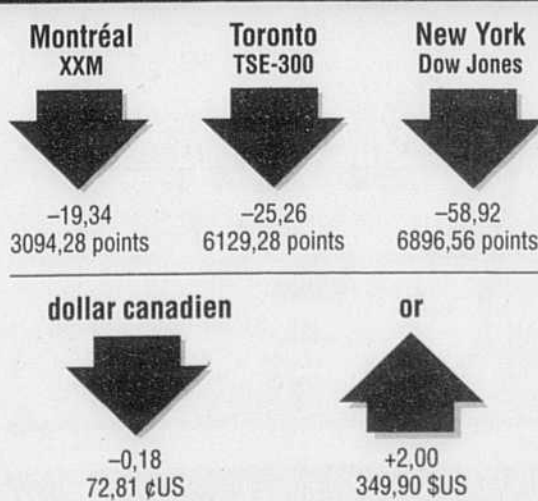 Montréal
XXM
–19,34
3094,28 points
Toronto
TSE-300
–25,26
6129,28 points
New York
Dow Jones
–58,92
6896,56 points
dollar canadien
–0,18
72,81 ¢US
or
+2,00
349,90 $US